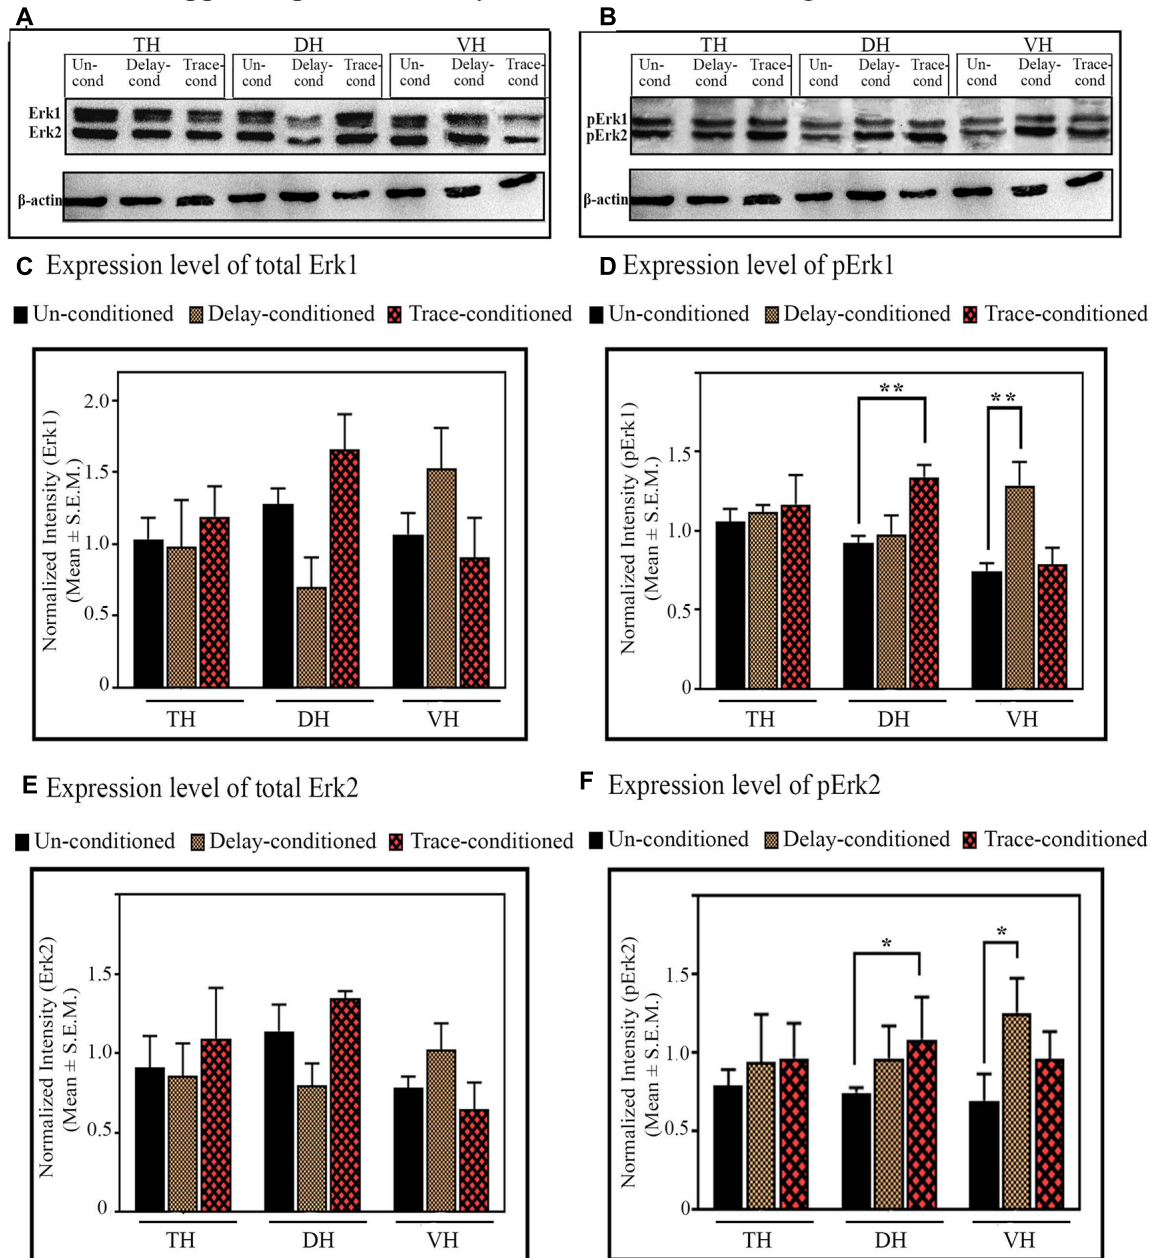 A
B
TH DH VH
Un-cond Delay-cond Trace-cond Un-cond Delay-cond Trace-cond Un-cond Delay-cond Trace-cond
Erk1
Erk2
β-actin
TH DH VH
Un-cond Delay-cond Trace-cond Un-cond Delay-cond Trace-cond Un-cond Delay-cond Trace-cond
pErk1
pErk2
β-actin
C Expression level of total Erk1
Un-conditioned Delay-conditioned Trace-conditioned
Normalized Intensity (Erk1)
(Mean ± S.E.M.)
2.0
1.5
1.0
0.5
0
TH DH VH
D Expression level of pErk1
Un-conditioned Delay-conditioned Trace-conditioned
Normalized Intensity (pErk1)
(Mean ± S.E.M.)
** **
1.5
1.0
0.5
0
TH DH VH
E Expression level of total Erk2
Un-conditioned Delay-conditioned Trace-conditioned
Normalized Intensity (Erk2)
(Mean ± S.E.M.)
1.5
1.0
0.5
0
TH DH VH
F Expression level of pErk2
Un-conditioned Delay-conditioned Trace-conditioned
Normalized Intensity (pErk2)
(Mean ± S.E.M.)
* *
1.5
1.0
0.5
0
TH DH VH